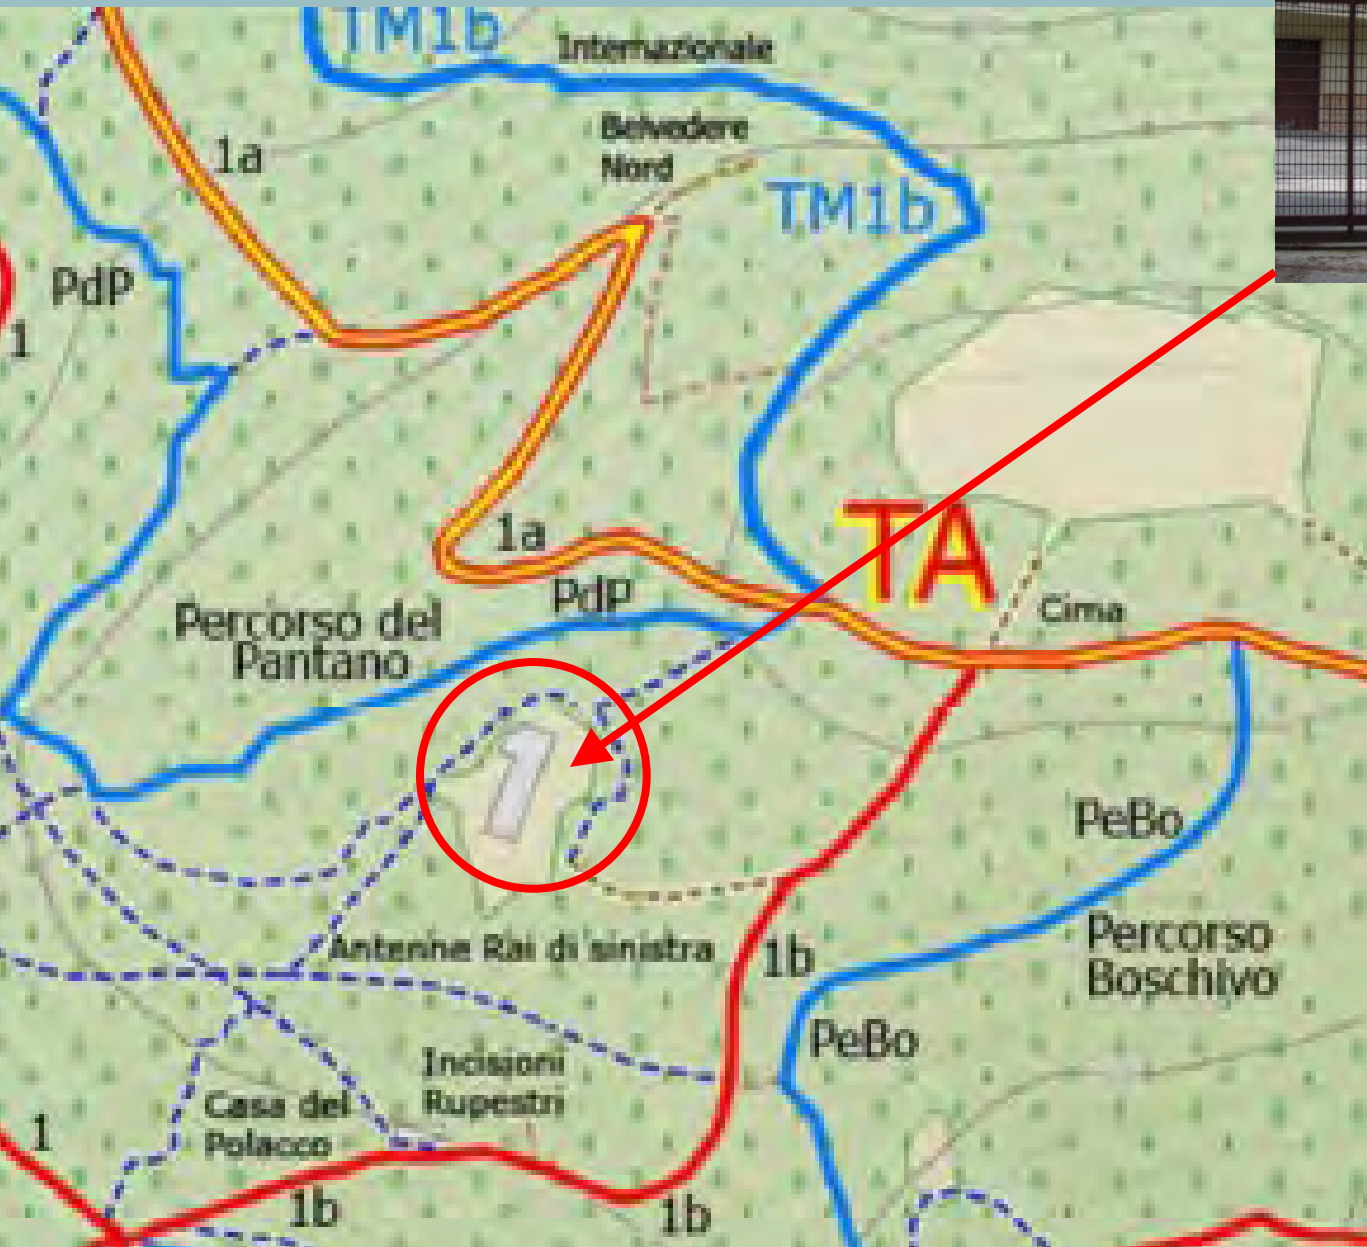 TM1b
Internazionale
Belvedere
Nord
1a
TM1b
PdP
1
TA
1a
PdP
Cima
Percorso del
Pantano
PeBo
Antenne Rai di sinistra
1b
Percorso
Boschivo
PeBo
Incisioni
Rupestri
Casa del
Polacco
1
1b
1b